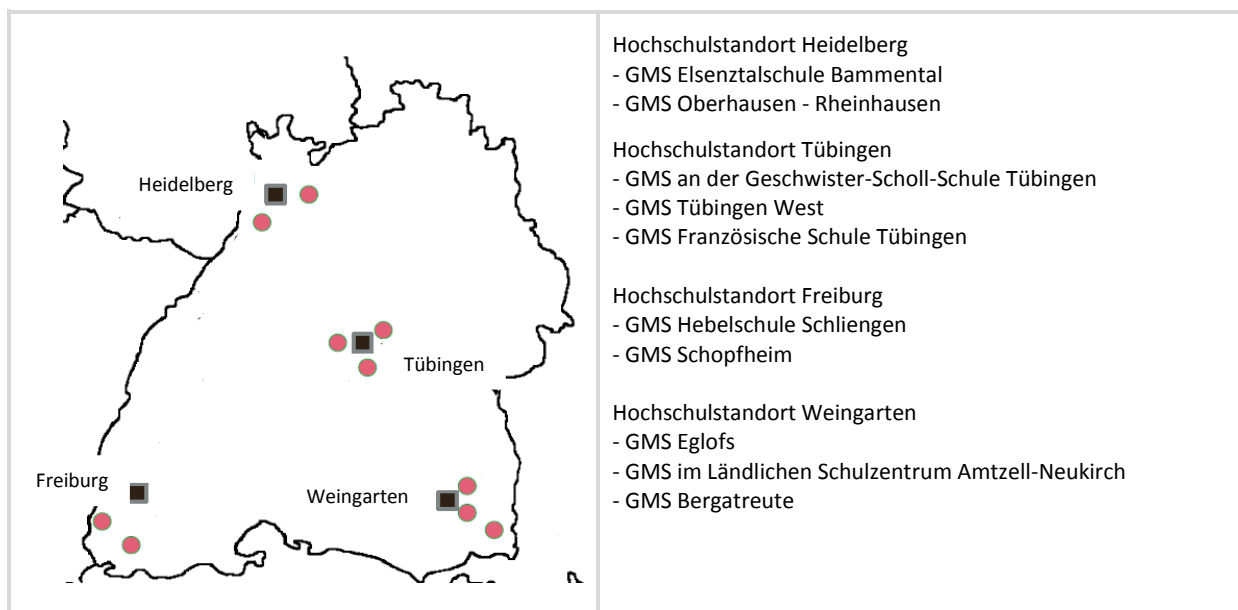 Heidelberg
Tübingen
Freiburg
Weingarten
Hochschulstandort Heidelberg
- GMS Elsenztalschule Bammental
- GMS Oberhausen - Rheinhausen
Hochschulstandort Tübingen
- GMS an der Geschwister-Scholl-Schule Tübingen
- GMS Tübingen West
- GMS Französische Schule Tübingen
Hochschulstandort Freiburg
- GMS Hebelschule Schliengen
- GMS Schopfheim
Hochschulstandort Weingarten
- GMS Eglofs
- GMS im Ländlichen Schulzentrum Amtzell-Neukirch
- GMS Bergatreute